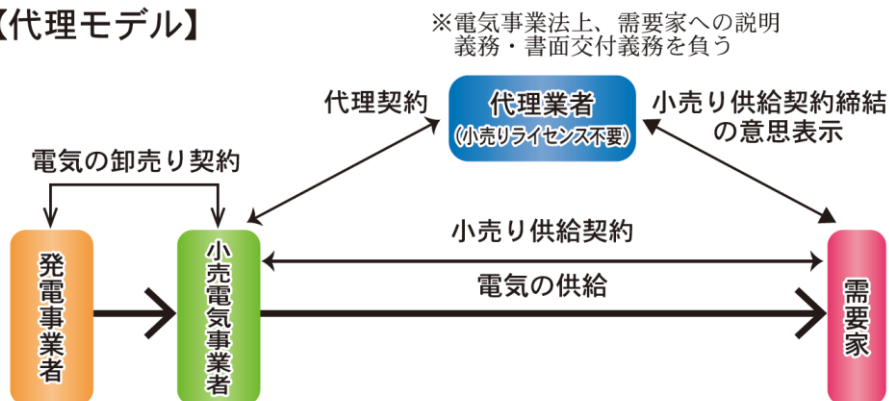 【代理モデル】
※電気事業法上、需要家への説明
義務・書面交付義務を負う
代理契約
代理業者
(小売りライセンス不要)
小売り供給契約締結
の意思表示
電気の卸売り契約
小売り供給契約
電気の供給
発電事業者
小売電気事業者
需要家